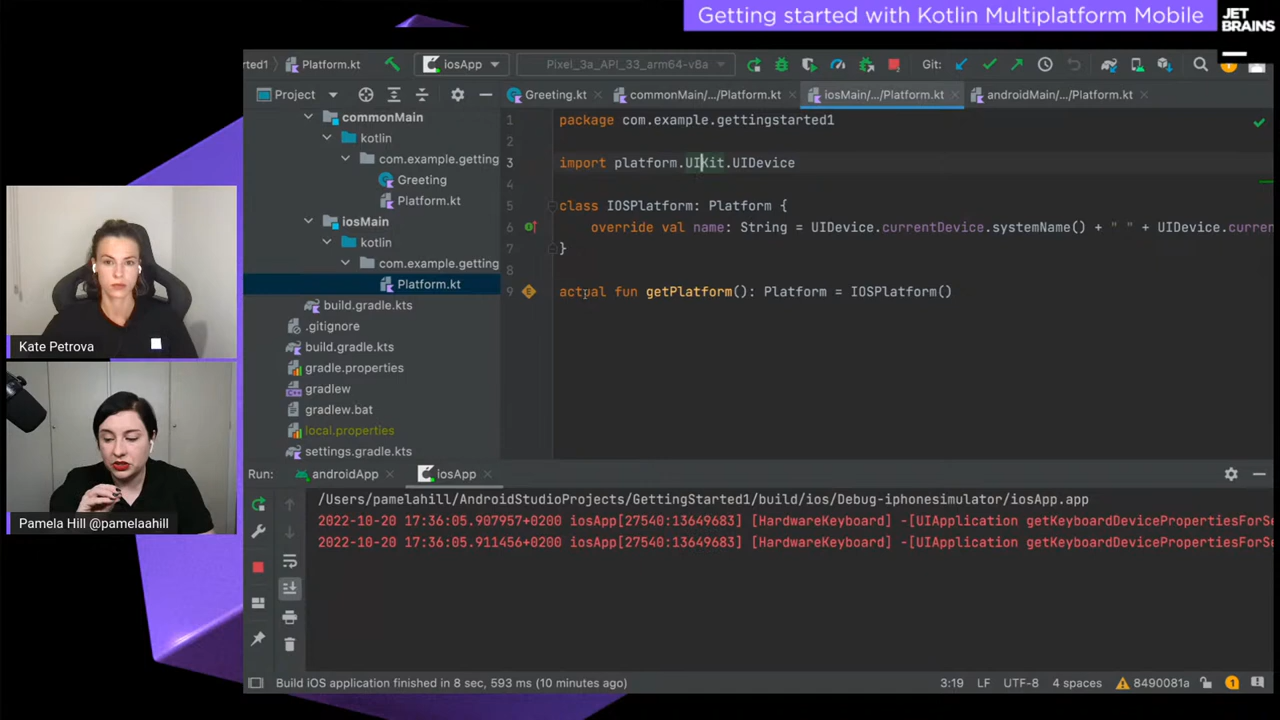 Getting started with Kotlin Multiplatform Mobile
JET
BRAINS
rted1 Platform.kt iosApp Pixel_3a_API_33_arm64-v8a Git:
Project Greeting.kt commonMain/.../Platform.kt iosMain/.../Platform.kt androidMain/.../Platform.kt
commonMain
kotlin
com.example.getting
Greeting
Platform.kt
iosMain
kotlin
com.example.getting
Platform.kt
build.gradle.kts
.gitignore
build.gradle.kts
gradle.properties
gradlew
gradlew.bat
local.properties
settings.gradle.kts
1 package com.example.gettingstarted1
2
3 import platform.UIKit.UIDevice
4
5 class IOSPlatform: Platform {
6 override val name: String = UIDevice.currentDevice.systemName() + " " + UIDevice.curren
7 }
8
9 actual fun getPlatform(): Platform = IOSPlatform()
Kate Petrova
Pamela Hill @pamelaahill
Run: androidApp iosApp
/Users/pamelahill/AndroidStudioProjects/GettingStarted1/build/ios/Debug-iphonesimulator/iosApp.app
2022-10-20 17:36:05.907957+0200 iosApp[27540:13649683] [HardwareKeyboard] -[UIApplication getKeyboardDevicePropertiesForSe
2022-10-20 17:36:05.911456+0200 iosApp[27540:13649683] [HardwareKeyboard] -[UIApplication getKeyboardDevicePropertiesForSe
Build iOS application finished in 8 sec, 593 ms (10 minutes ago) 3:19 LF UTF-8 4 spaces 8490081a 1